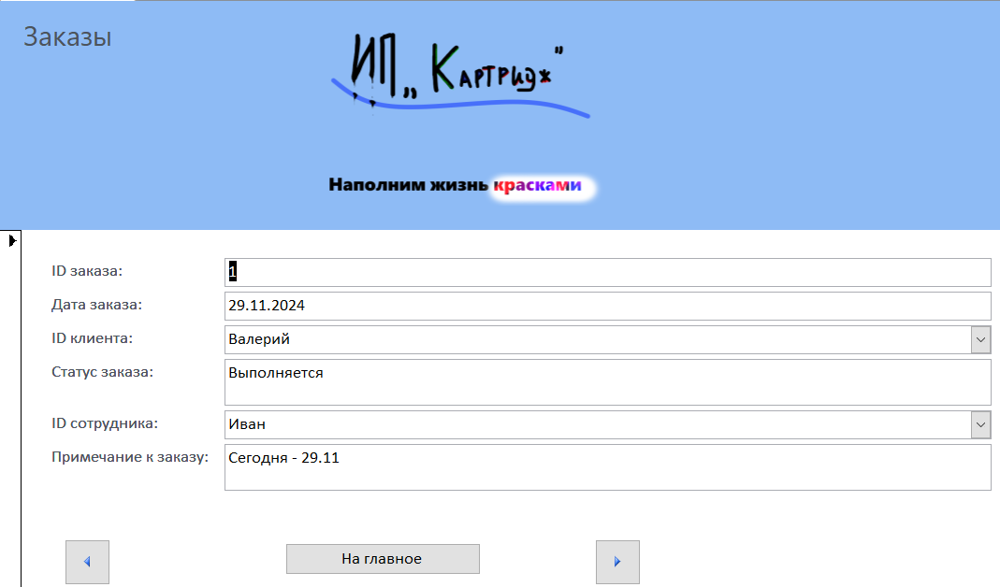 Заказы
ИП „Картридж"
Наполним жизнь красками
ID заказа: 1
Дата заказа: 29.11.2024
ID клиента: Валерий
Статус заказа: Выполняется
ID сотрудника: Иван
Примечание к заказу: Сегодня - 29.11
На главное